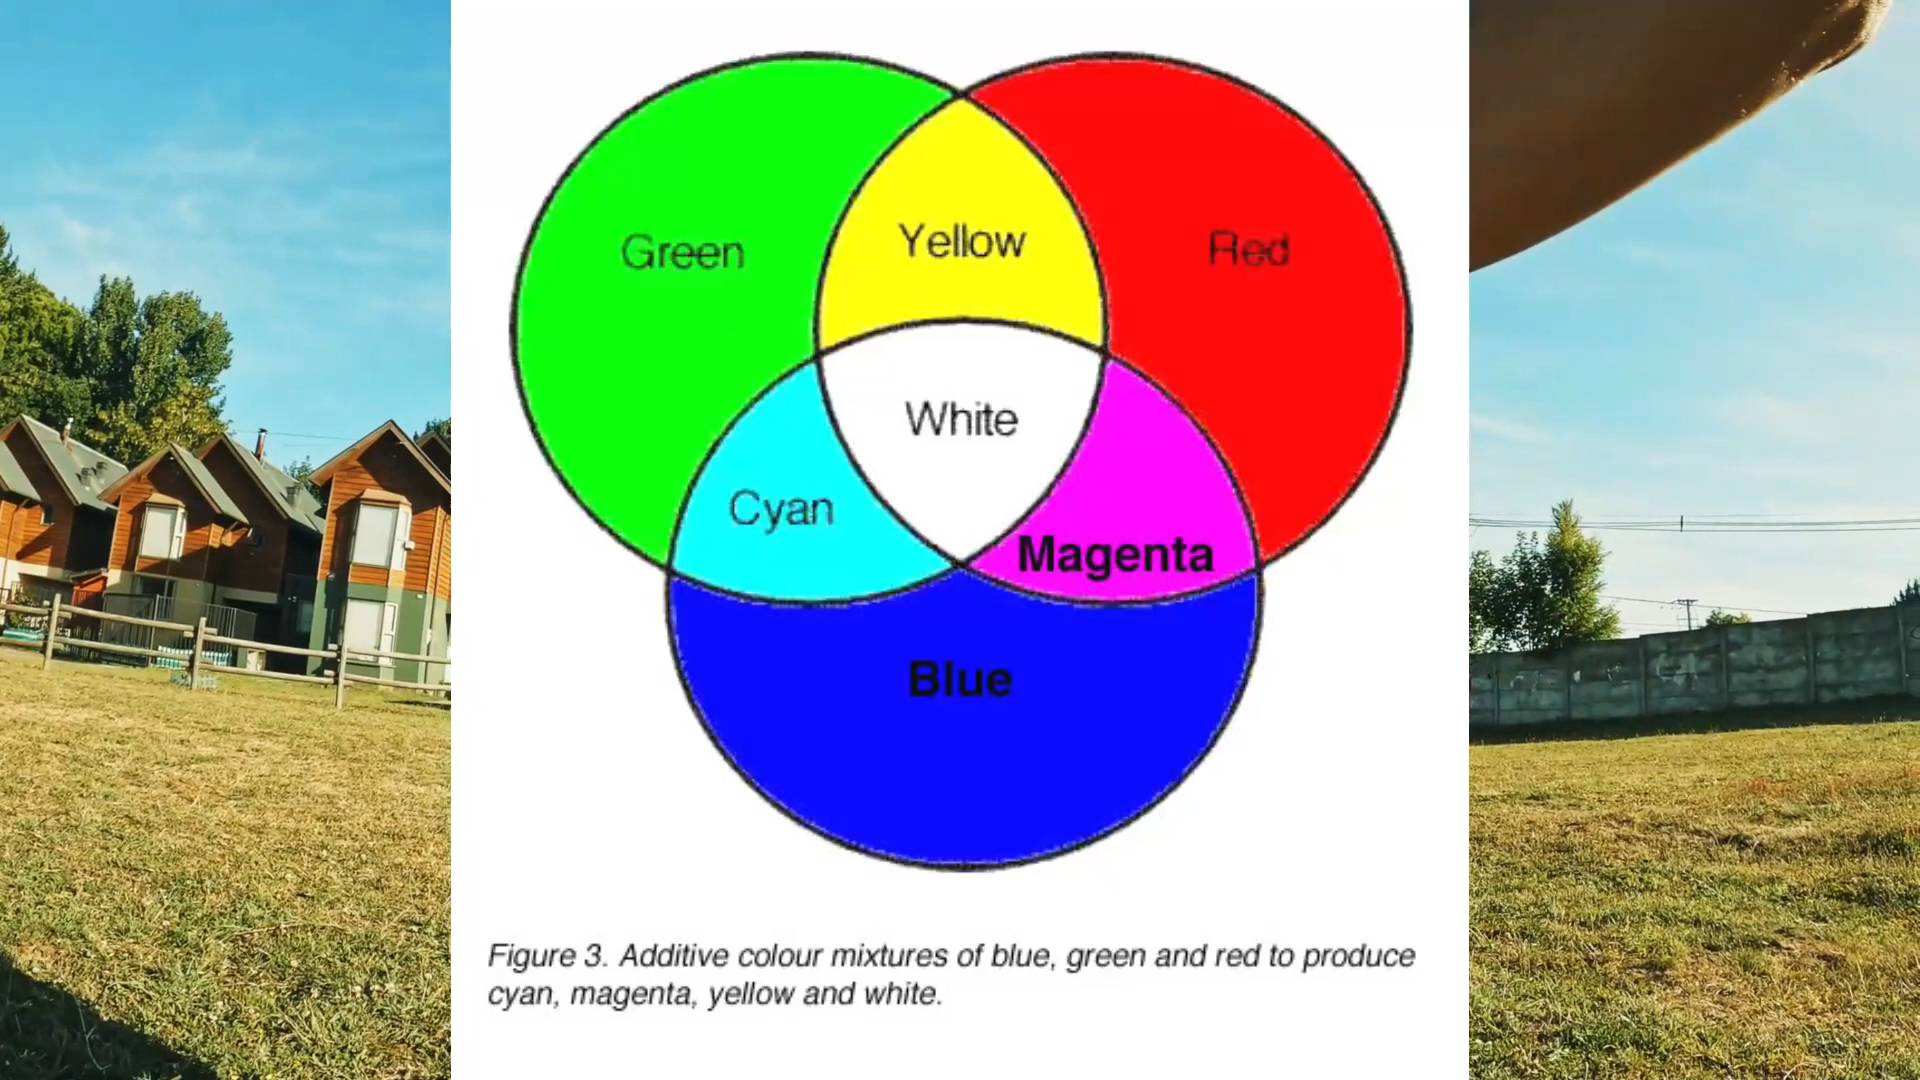 Green
Yellow
Red
White
Cyan
Magenta
Blue
Figure 3. Additive colour mixtures of blue, green and red to produce
cyan, magenta, yellow and white.